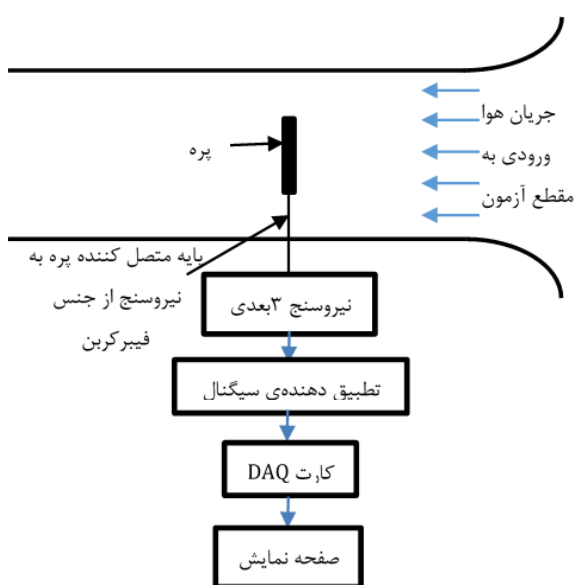 جریان هوا
ورودی به
مقطع آزمون
پره
پایه متصل کننده پره به
نیروسنج از جنس
فیبرکربن
نیروسنج ۳بعدی
تطبیق دهنده‌ی سیگنال
کارت DAQ
صفحه نمایش